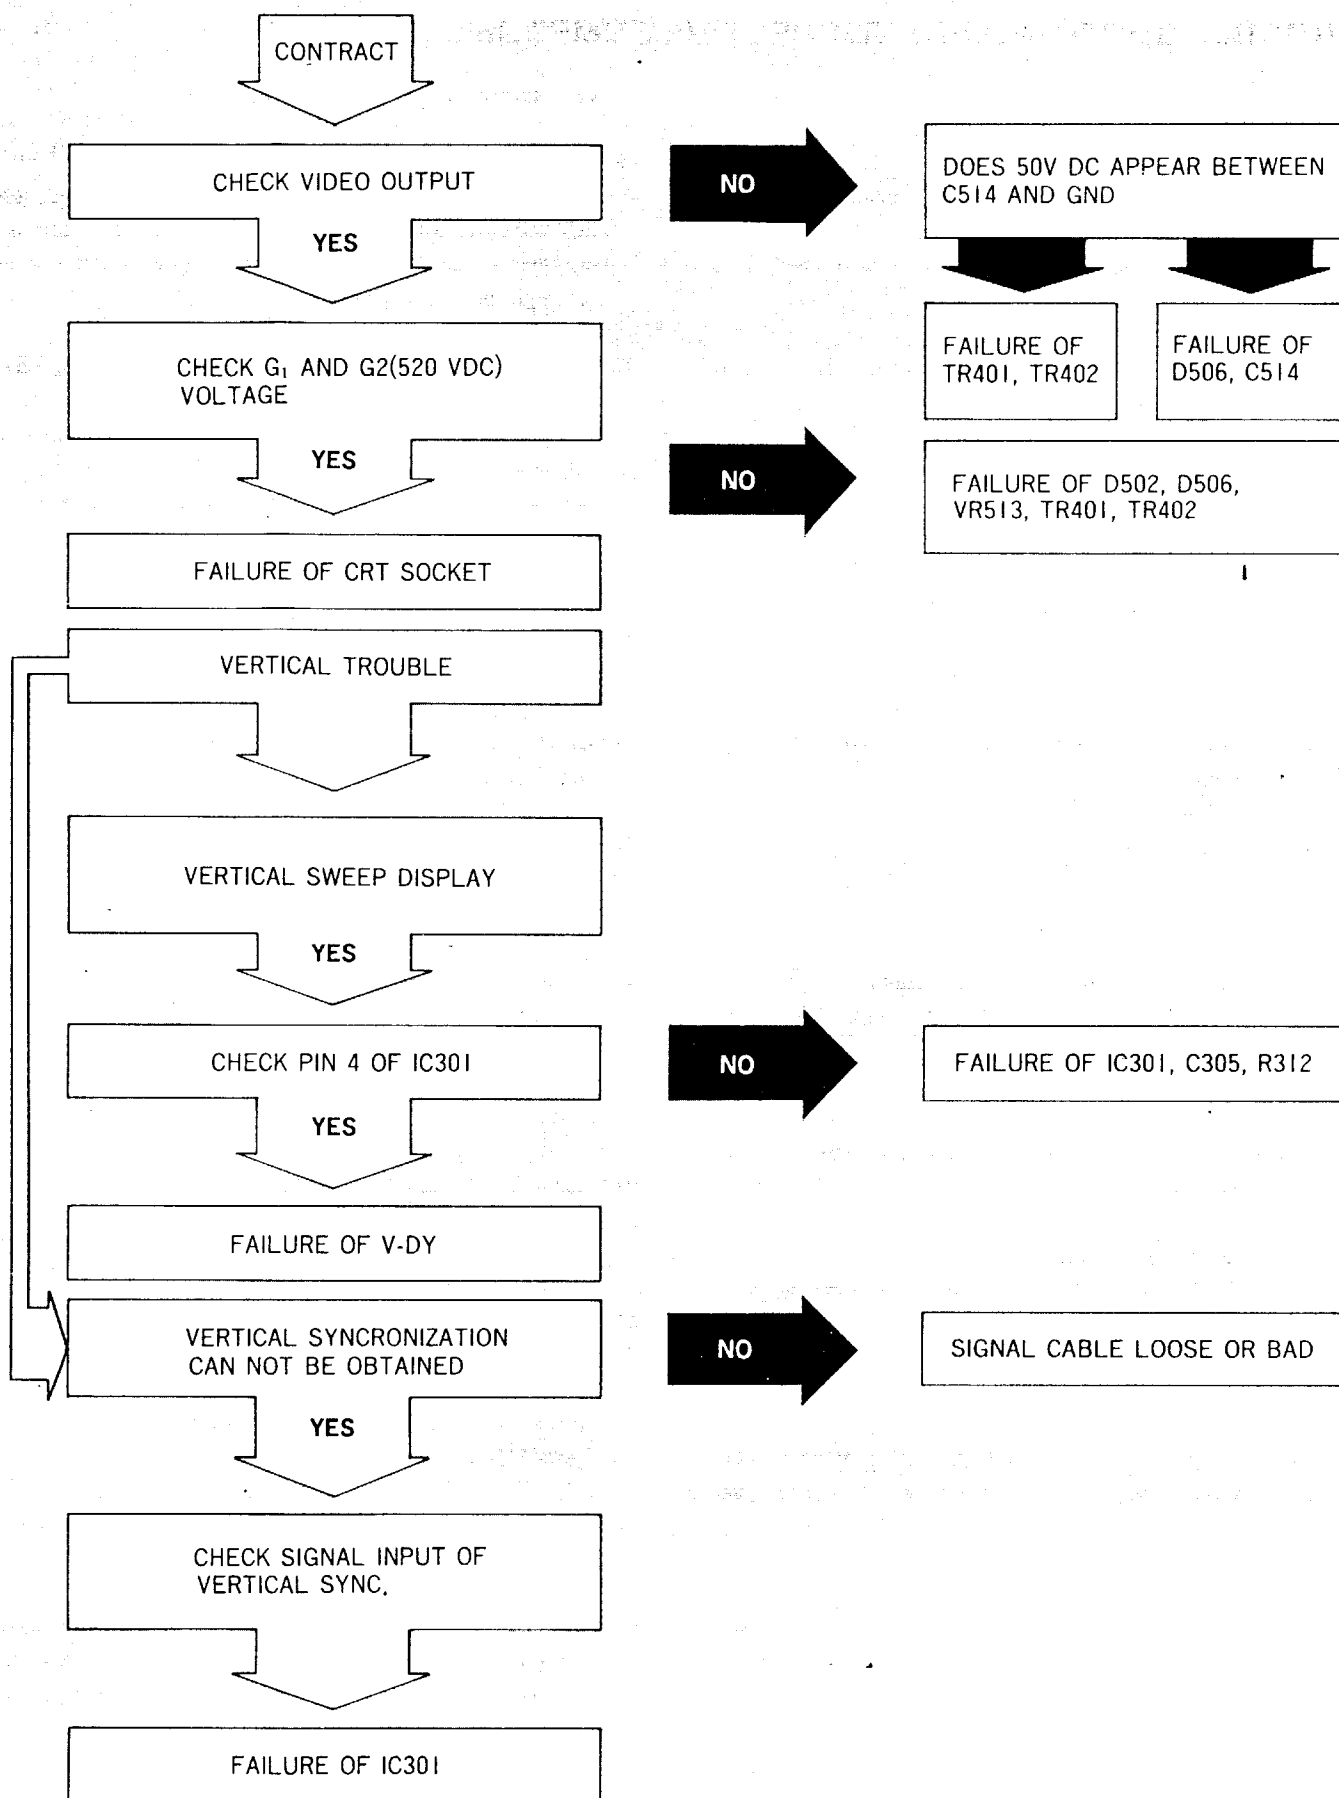 CONTRACT
CHECK VIDEO OUTPUT
NO
DOES 50V DC APPEAR BETWEEN
C514 AND GND
YES
FAILURE OF
TR401, TR402
FAILURE OF
D506, C514
CHECK G1 AND G2(520 VDC)
VOLTAGE
YES
NO
FAILURE OF D502, D506,
VR513, TR401, TR402
FAILURE OF CRT SOCKET
VERTICAL TROUBLE
VERTICAL SWEEP DISPLAY
YES
CHECK PIN 4 OF IC301
NO
FAILURE OF IC301, C305, R312
YES
FAILURE OF V-DY
VERTICAL SYNCRONIZATION
CAN NOT BE OBTAINED
NO
SIGNAL CABLE LOOSE OR BAD
YES
CHECK SIGNAL INPUT OF
VERTICAL SYNC.
FAILURE OF IC301